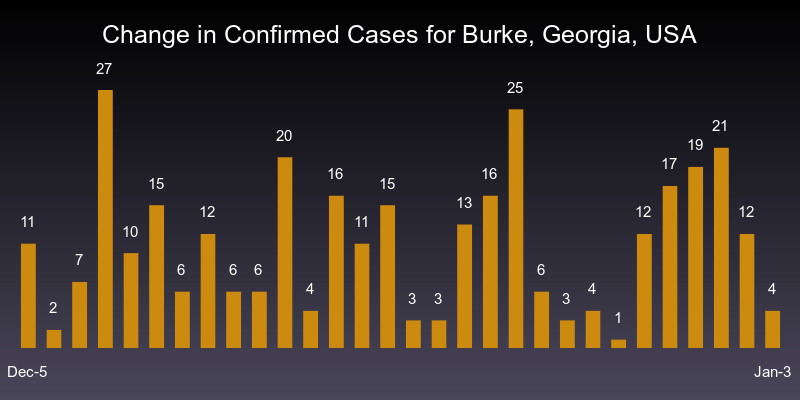 Change in Confirmed Cases for Burke, Georgia, USA
11 2 7 27 10 15 6 12 6 6 20 4 16 11 15 3 3 13 16 25 6 3 4 1 12 17 19 21 12 4
Dec-5 Jan-3